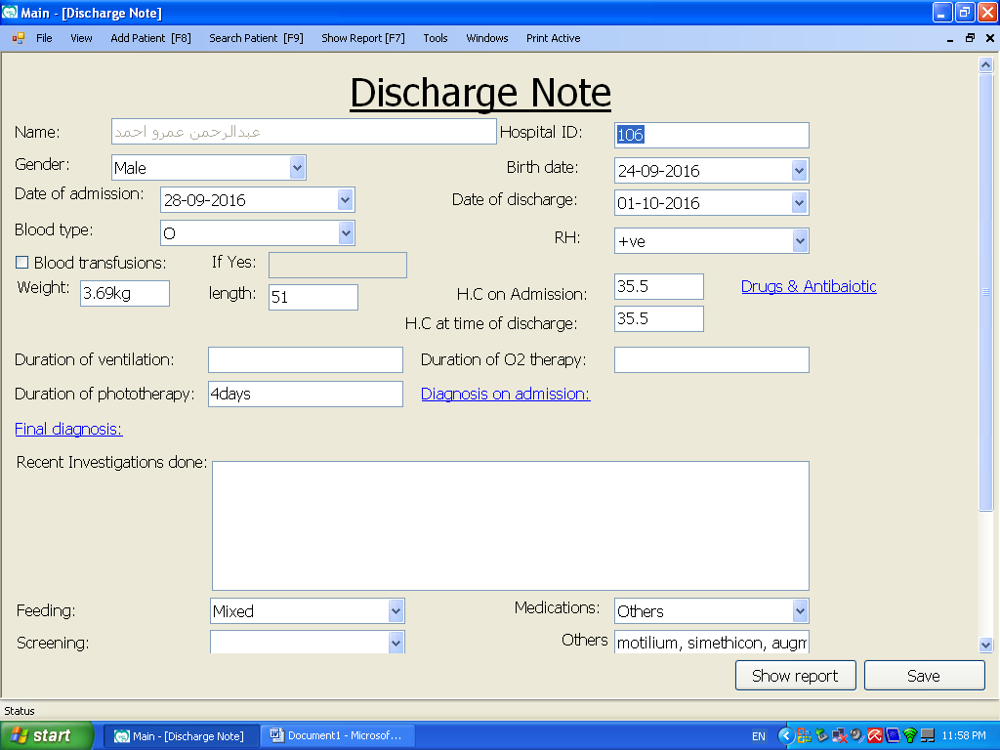 Main - [Discharge Note]
File View Add Patient [F8] Search Patient [F9] Show Report [F7] Tools Windows Print Active
Discharge Note
Name: عبدالرحمن عمرو احمد Hospital ID: 106
Gender: Male Birth date: 24-09-2016
Date of admission: 28-09-2016 Date of discharge: 01-10-2016
Blood type: O RH: +ve
Blood transfusions: If Yes:
Weight: 3.69kg length: 51 H.C on Admission: 35.5 Drugs & Antibaiotic
H.C at time of discharge: 35.5
Duration of ventilation: Duration of O2 therapy:
Duration of phototherapy: 4days Diagnosis on admission:
Final diagnosis:
Recent Investigations done:
Feeding: Mixed Medications: Others
Screening: Others motilium, simethicon, augm
Show report Save
Status
start Main - [Discharge Note] Document1 - Microsof... EN 11:58 PM